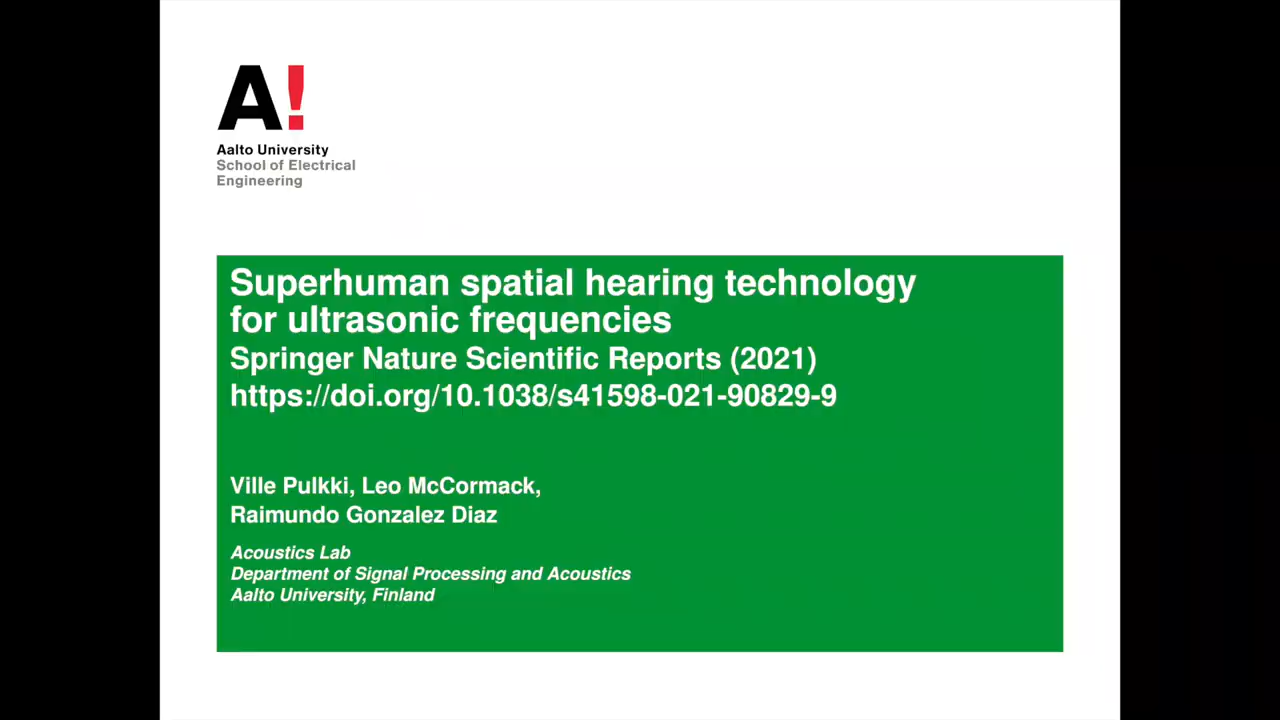 A!
Aalto University
School of Electrical
Engineering
Superhuman spatial hearing technology
for ultrasonic frequencies
Springer Nature Scientific Reports (2021)
https://doi.org/10.1038/s41598-021-90829-9
Ville Pulkki, Leo McCormack,
Raimundo Gonzalez Diaz
Acoustics Lab
Department of Signal Processing and Acoustics
Aalto University, Finland